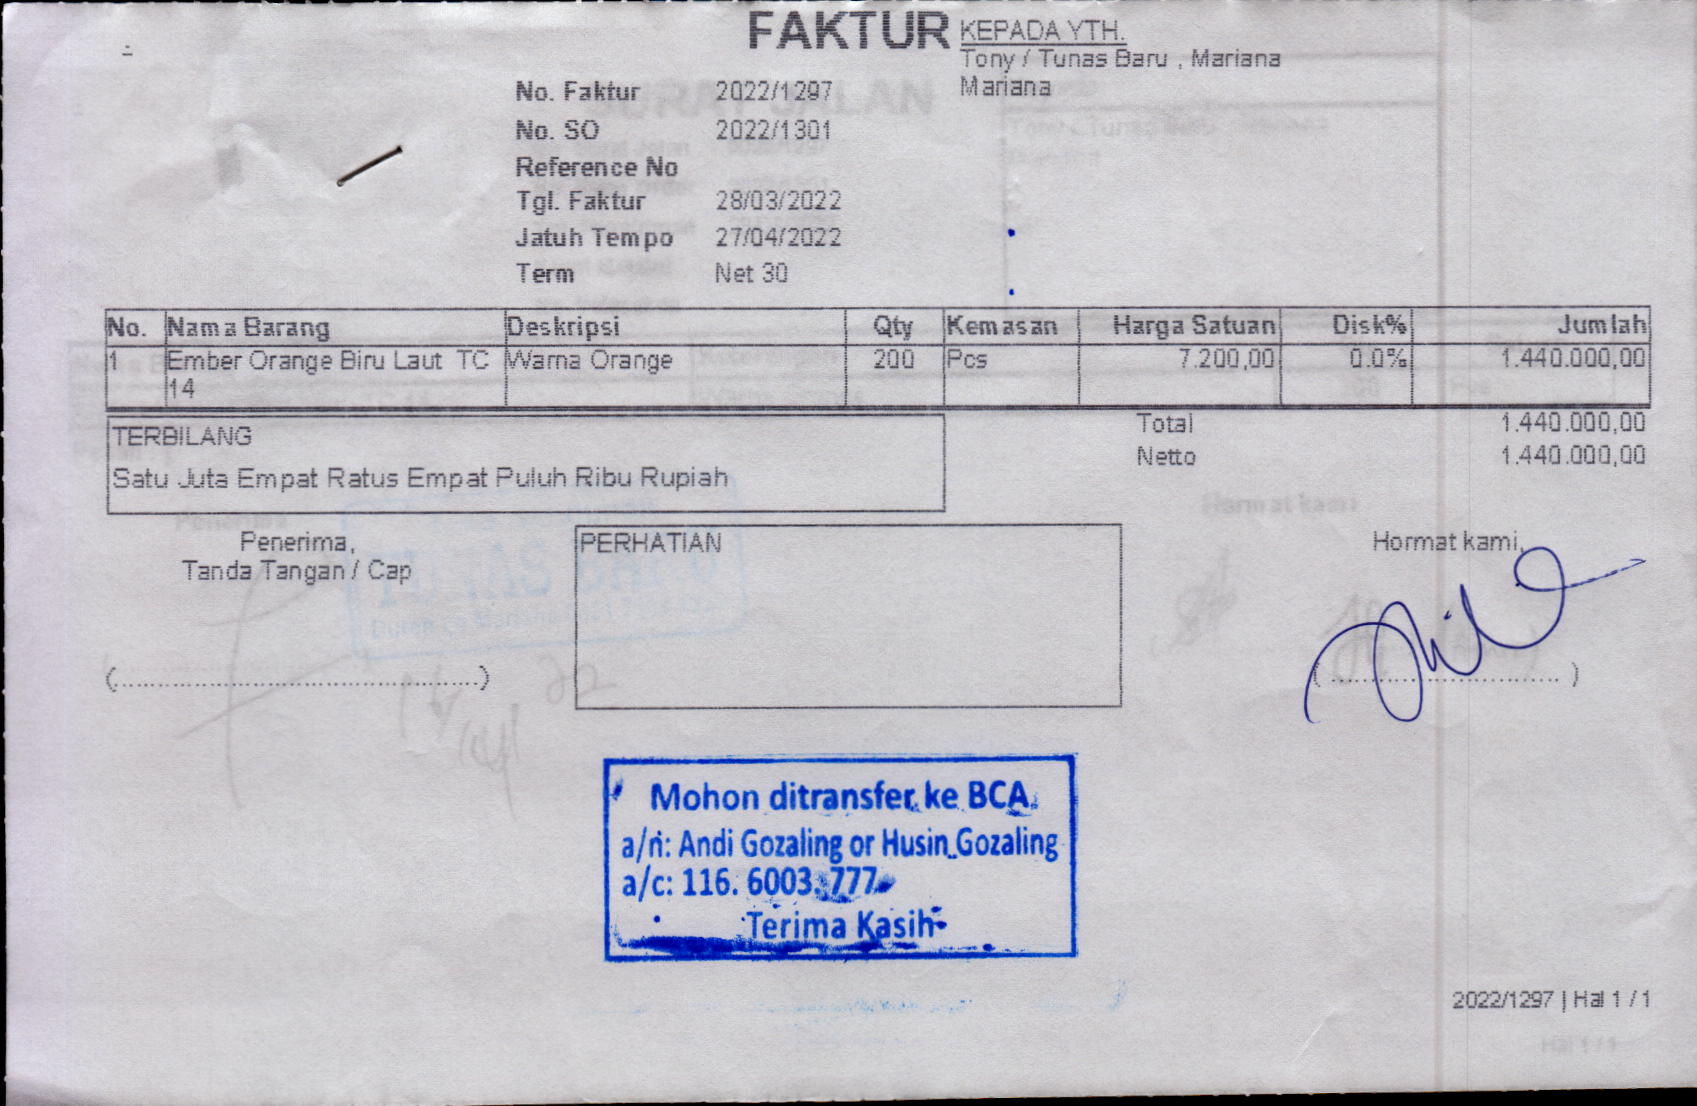 FAKTUR
KEPADA YTH.
Tony / Tunas Baru , Mariana
Mariana
No. Faktur 2022/1297
No. SO 2022/1301
Reference No
Tgl. Faktur 28/03/2022
Jatuh Tempo 27/04/2022
Term Net 30
No. Nama Barang Deskripsi Qty Kemasan Harga Satuan Disk% Jumlah
1 Ember Orange Biru Laut TC Warna Orange 200 Pcs 7.200,00 0.0% 1.440.000,00
14
Total 1.440.000,00
Netto 1.440.000,00
TERBILANG
Satu Juta Empat Ratus Empat Puluh Ribu Rupiah
Penerima,
Tanda Tangan / Cap
(.....................................................)
PERHATIAN
Hormat kami,
( ................................ )
Mohon ditransfer ke BCA
a/n: Andi Gozaling or Husin Gozaling
a/c: 116. 6003. 777
Terima Kasih
2022/1297 | Hal 1 / 1